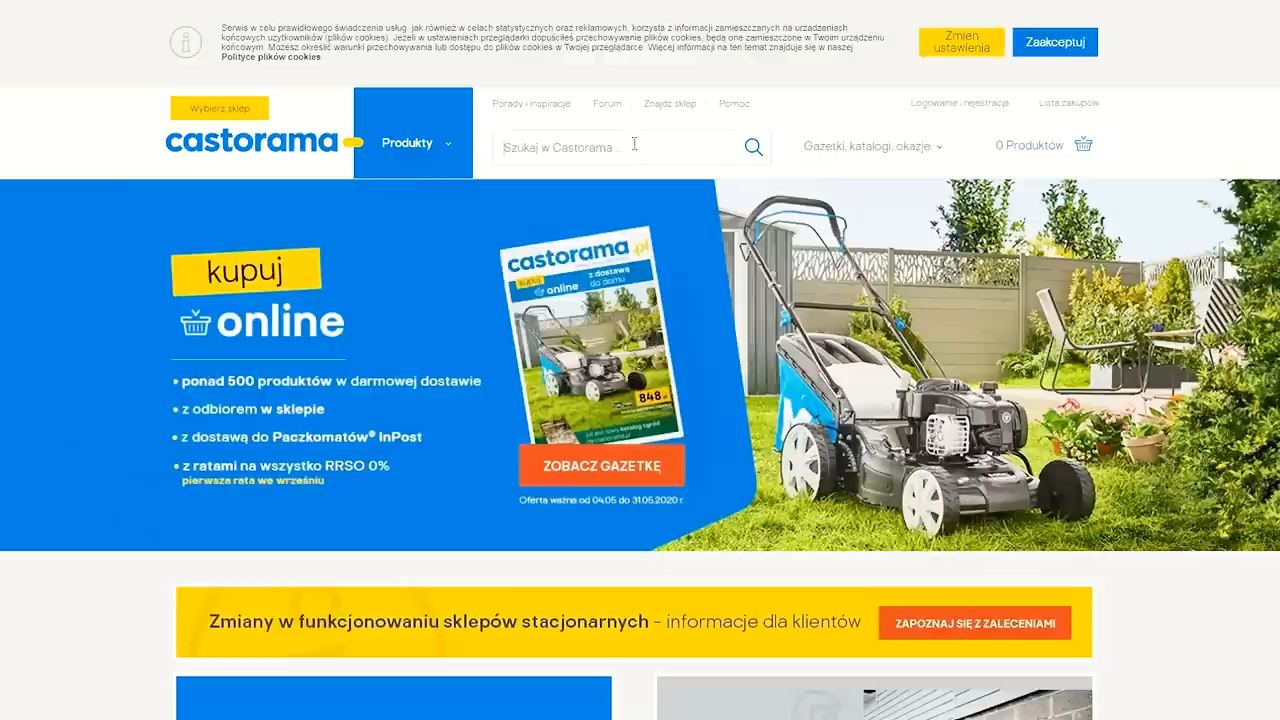 Serwis w celu prawidłowego świadczenia usług, jak również w celach statystycznych oraz reklamowych, korzysta z informacji zamieszczanych na urządzeniach
końcowych użytkowników (plików cookies). Jeżeli w ustawieniach przeglądarki dopuściłeś przechowywanie plików cookies, będą one zamieszczone w Twoim urządzeniu
końcowym. Możesz określić warunki przechowywania lub dostępu do plików cookies w Twojej przeglądarce. Więcej informacji na ten temat znajduje się w naszej
Polityce plików cookies
Zmień
ustawienia
Zaakceptuj
Wybierz sklep
castorama
Produkty
Porady i inspiracje
Forum
Znajdź sklep
Pomoc
Logowanie i rejestracja
Lista zakupów
Szukaj w Castorama ...
Gazetki, katalogi, okazje
0 Produktów
kupuj
online
• ponad 500 produktów w darmowej dostawie
• z odbiorem w sklepie
• z dostawą do Paczkomatów® InPost
• z ratami na wszystko RRSO 0%
pierwsza rata we wrześniu
castorama.pl
kupuj
online
z dostawą
do domu
848
ZOBACZ GAZETKĘ
Oferta ważna od 04.05 do 31.05.2020 r.
Zmiany w funkcjonowaniu sklepów stacjonarnych – informacje dla klientów
ZAPOZNAJ SIĘ Z ZALECENIAMI